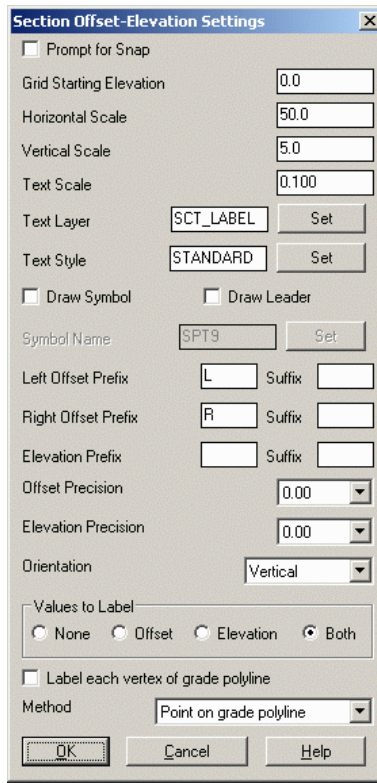 Section Offset-Elevation Settings
Prompt for Snap
Grid Starting Elevation 0.0
Horizontal Scale 50.0
Vertical Scale 5.0
Text Scale 0.100
Text Layer SCT_LABEL Set
Text Style STANDARD Set
Draw Symbol Draw Leader
Symbol Name SPT9 Set
Left Offset Prefix L Suffix
Right Offset Prefix R Suffix
Elevation Prefix Suffix
Offset Precision 0.00
Elevation Precision 0.00
Orientation Vertical
Values to Label
None Offset Elevation Both
Label each vertex of grade polyline
Method Point on grade polyline
OK Cancel Help